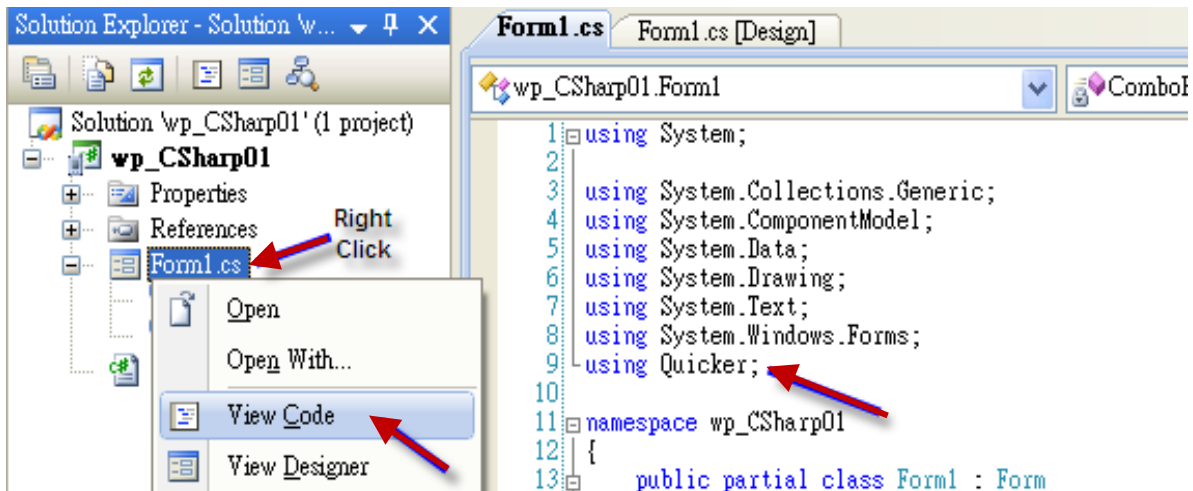 Solution Explorer - Solution 'w...
Solution 'wp_CSharp01' (1 project)
wp_CSharp01
Properties
References
Form1.cs
Right
Click
Open
Open With...
View Code
View Designer
Form1.cs
Form1.cs [Design]
wp_CSharp01.Form1
ComboB
1 using System;
2
3 using System.Collections.Generic;
4 using System.ComponentModel;
5 using System.Data;
6 using System.Drawing;
7 using System.Text;
8 using System.Windows.Forms;
9 using Quicker;
10
11 namespace wp_CSharp01
12 {
13 public partial class Form1 : Form